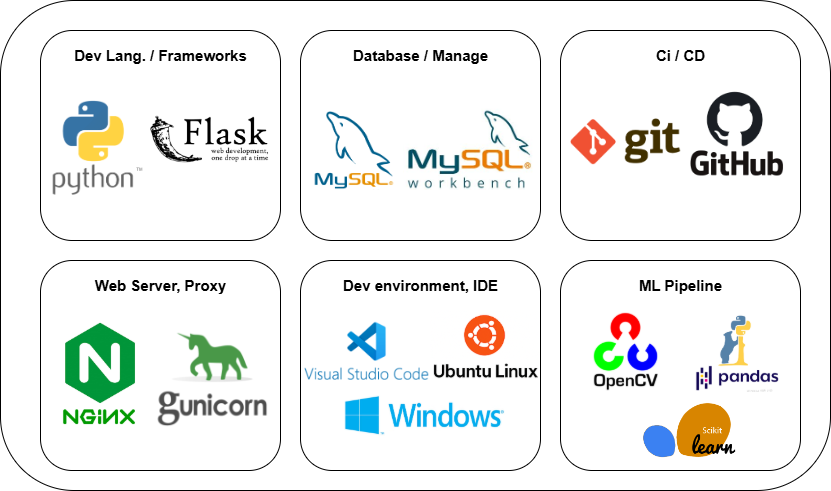 Dev Lang. / Frameworks
python™
Flask
web development,
one drop at a time
Database / Manage
MySQL®
MySQL®
workbench
Ci / CD
git
GitHub
Web Server, Proxy
NGINX
gunicorn
Dev environment, IDE
Visual Studio Code
Ubuntu Linux
Windows
ML Pipeline
OpenCV
pandas
Scikit
learn